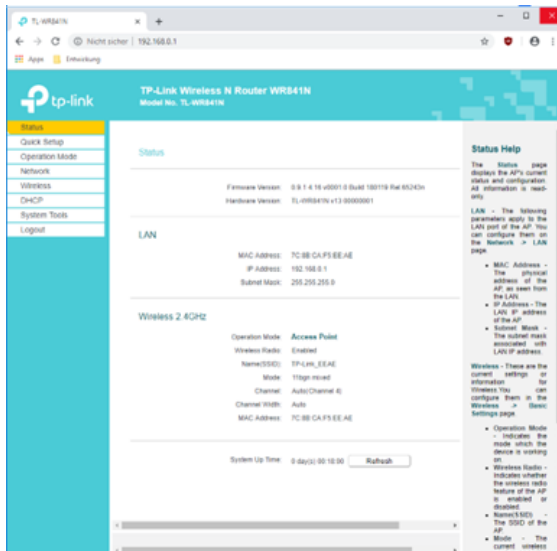 TL-WR841N
Nicht sicher | 192.168.0.1
Apps Entwicklung
tp-link
TP-Link Wireless N Router WR841N
Model No. TL-WR841N
Status
Quick Setup
Operation Mode
Network
Wireless
DHCP
System Tools
Logout
Status
Firmware Version: 0.9.1 4.16 v0001.0 Build 180119 Rel.65243n
Hardware Version: TL-WR841N v13 00000001
LAN
MAC Address: 7C:8B:CA:F5:EE:AE
IP Address: 192.168.0.1
Subnet Mask: 255.255.255.0
Wireless 2.4GHz
Operation Mode: Access Point
Wireless Radio: Enabled
Name(SSID): TP-Link_EEAE
Mode: 11bgn mixed
Channel: Auto(Channel 4)
Channel Width: Auto
MAC Address: 7C:8B:CA:F5:EE:AE
System Up Time: 0 day(s) 00:18:06 Refresh
Status Help
The Status page
displays the AP's current
status and configuration.
All information is read-
only.
LAN - The following
parameters apply to the
LAN port of the AP. You
can configure them on
the Network -> LAN
page.
MAC Address -
The physical
address of the
AP, as seen from
the LAN.
IP Address - The
LAN IP address
of the AP.
Subnet Mask -
The subnet mask
associated with
LAN IP address.
Wireless - These are the
current settings or
information for
Wireless.You can
configure them in the
Wireless -> Basic
Settings page.
Operation Mode
- Indicates the
mode which the
device is working
on.
Wireless Radio -
Indicates whether
the wireless radio
feature of the AP
is enabled or
disabled.
Name(SSID) -
The SSID of the
AP.
Mode - The
current wireless